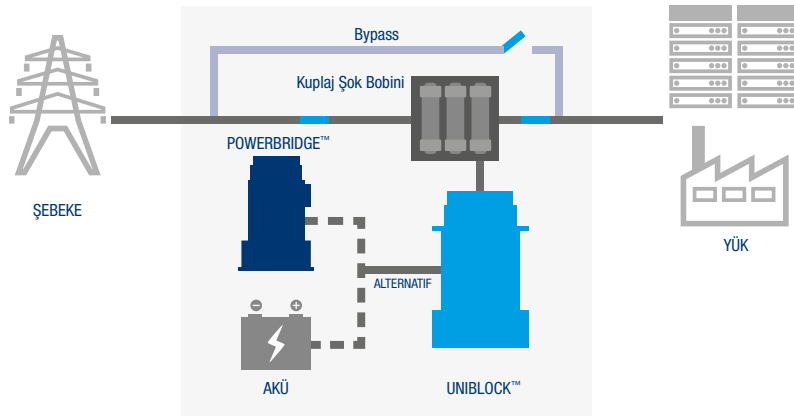 Bypass
Kuplaj Şok Bobini
POWERBRIDGE™
ŞEBEKE
YÜK
ALTERNATIF
AKÜ
UNIBLOCK™